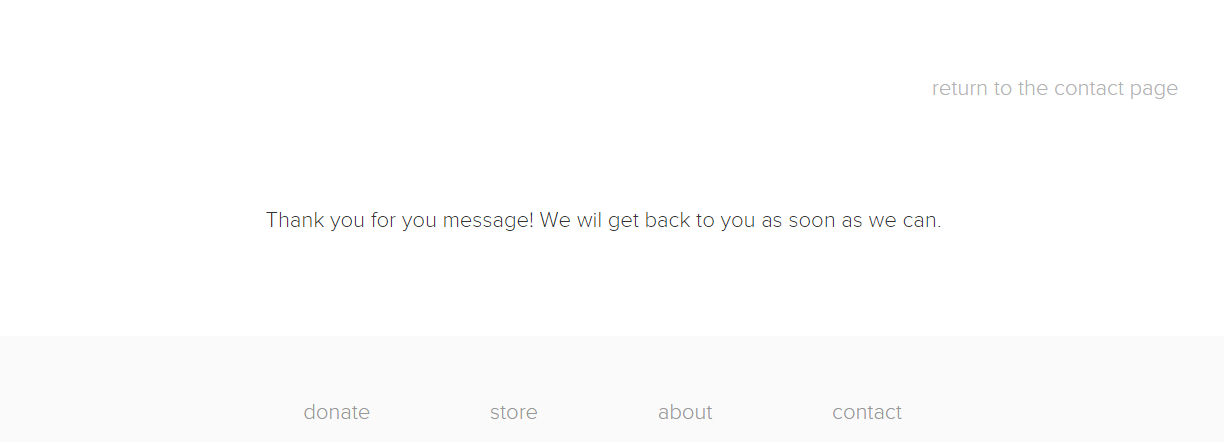 return to the contact page
Thank you for you message! We wil get back to you as soon as we can.
donate store about contact